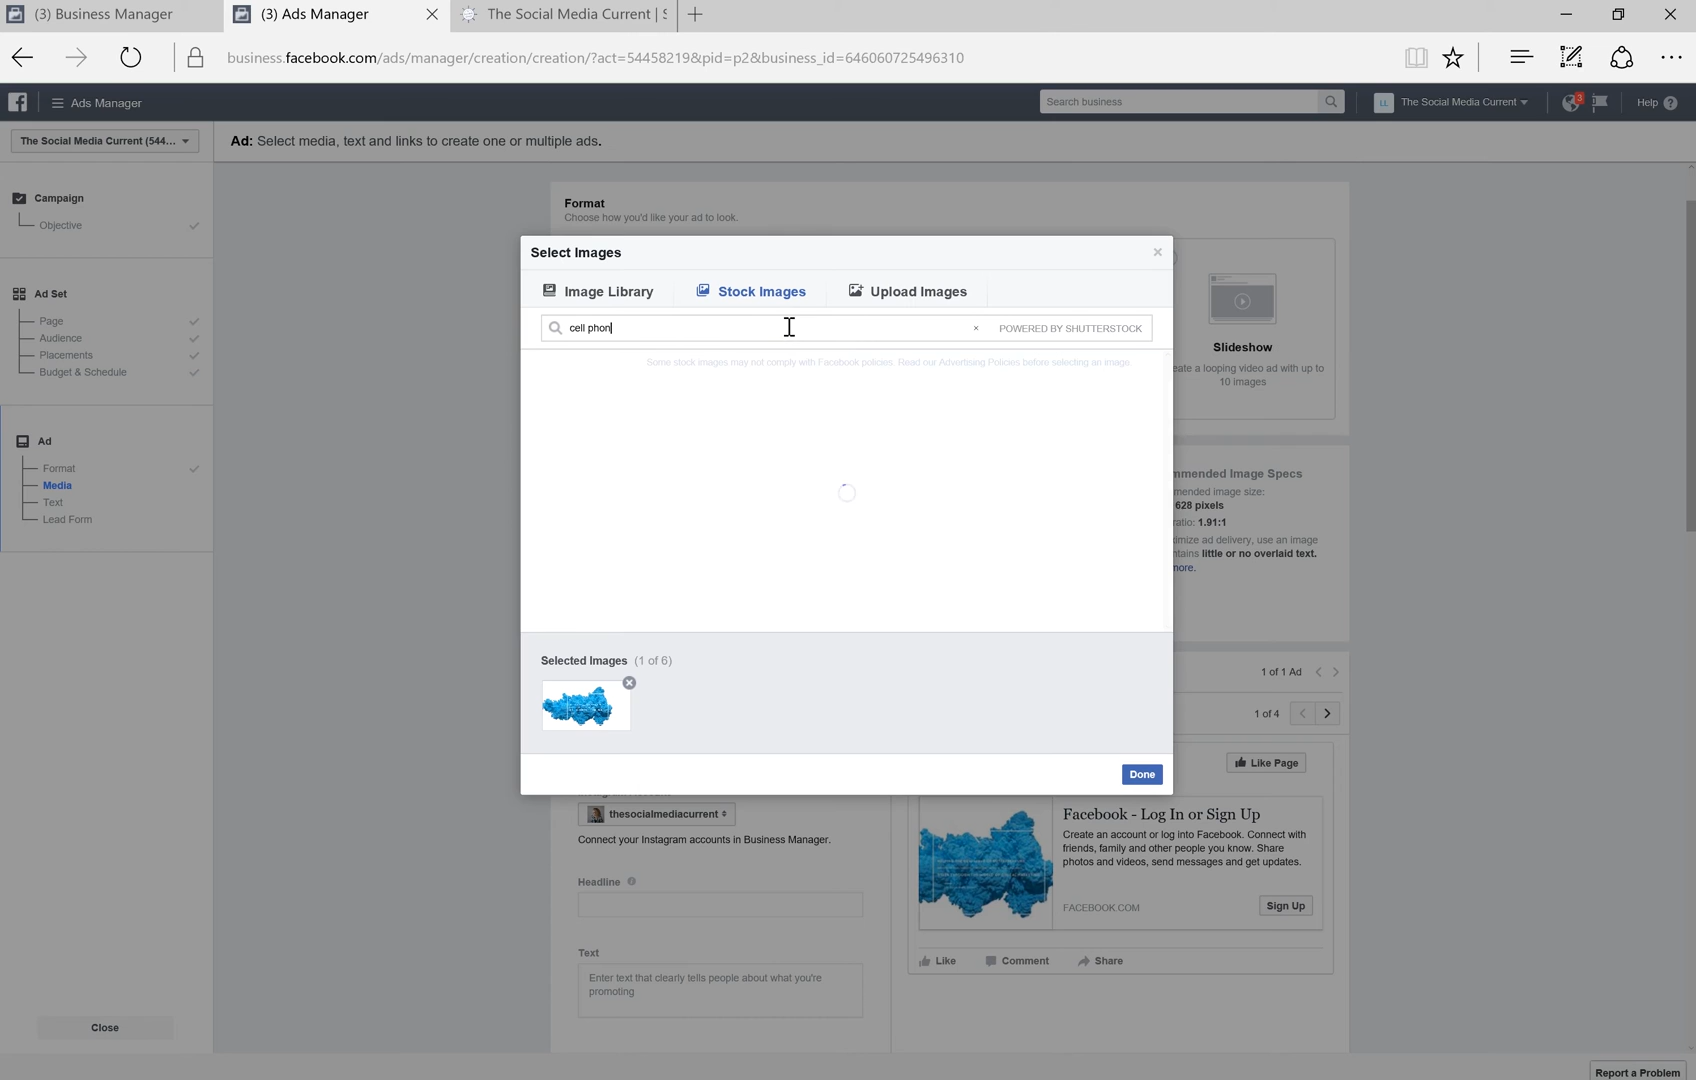 (3) Business Manager
(3) Ads Manager
The Social Media Current | S
business.facebook.com/ads/manager/creation/creation/?act=54458219&pid=p2&business_id=646060725496310
Ads Manager
Search business
LL
The Social Media Current
3
Help
The Social Media Current (544...
Ad: Select media, text and links to create one or multiple ads.
Campaign
Objective
Ad Set
Page
Audience
Placements
Budget & Schedule
Ad
Format
Media
Text
Lead Form
Close
Format
Choose how you'd like your ad to look.
Select Images
Image Library
Stock Images
Upload Images
cell phon
POWERED BY SHUTTERSTOCK
Some stock images may not comply with Facebook policies. Read our Advertising Policies before selecting an image.
Selected Images (1 of 6)
Done
Slideshow
eate a looping video ad with up to
10 images
mmended Image Specs
mended image size:
628 pixels
ratio: 1.91:1
imize ad delivery, use an image
ntains little or no overlaid text.
more.
1 of 1 Ad
1 of 4
Like Page
thesocialmediacurrent
Connect your Instagram accounts in Business Manager.
Headline
Text
Enter text that clearly tells people about what you're
promoting
Facebook - Log In or Sign Up
Create an account or log into Facebook. Connect with
friends, family and other people you know. Share
photos and videos, send messages and get updates.
FACEBOOK.COM
Sign Up
Like
Comment
Share
Report a Problem